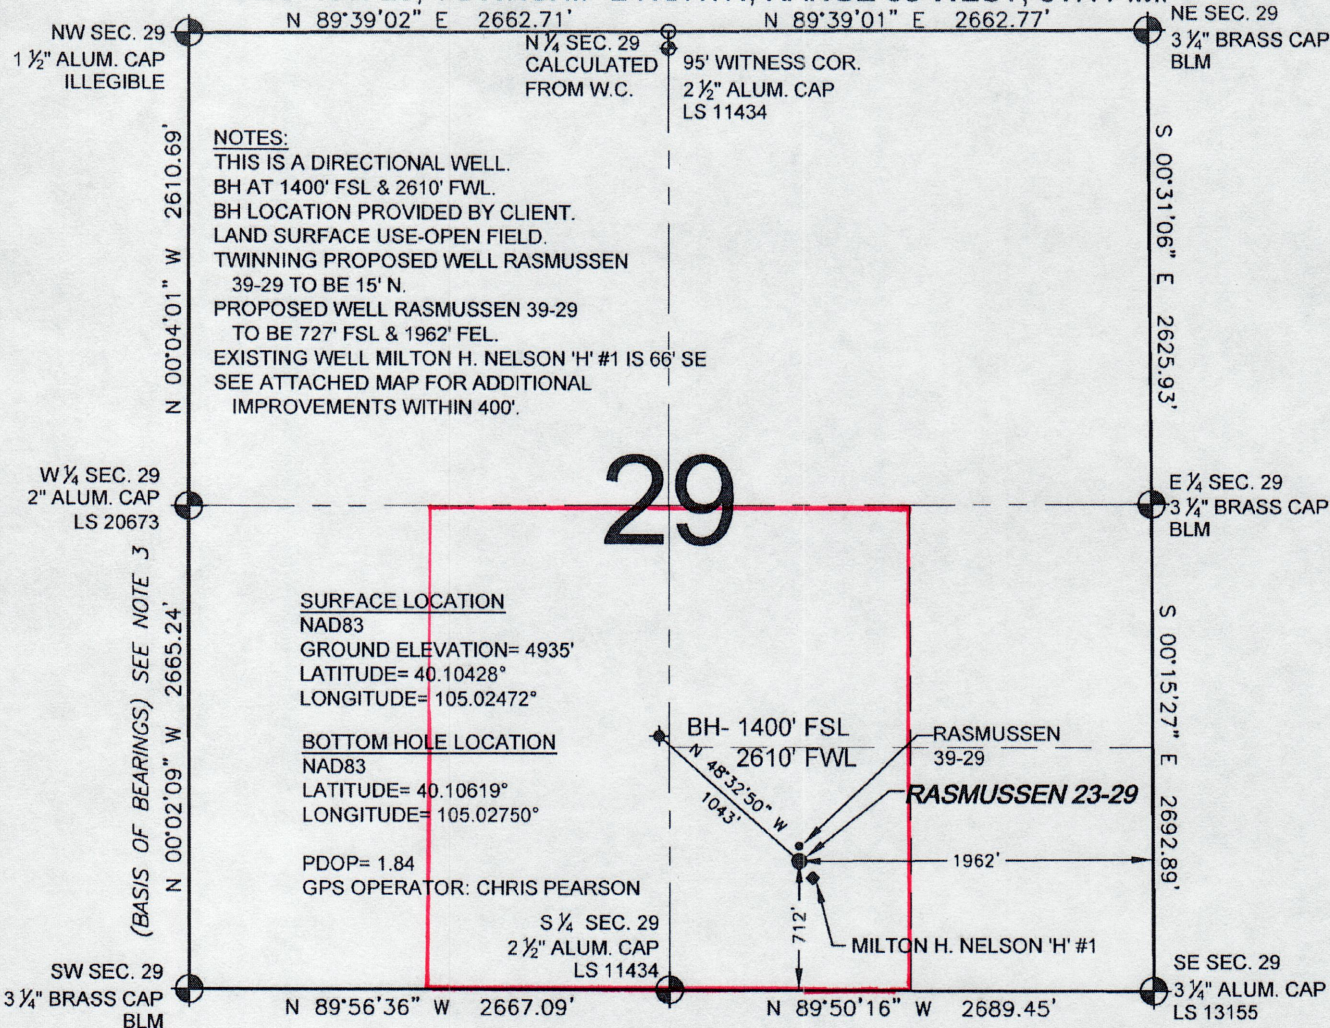 N 89°39'02" E 2662.71'
N 89°39'01" E 2662.77'
NW SEC. 29
1 ½" ALUM. CAP
ILLEGIBLE
N ¼ SEC. 29
CALCULATED
FROM W.C.
95' WITNESS COR.
2 ½" ALUM. CAP
LS 11434
NE SEC. 29
3 ¼" BRASS CAP
BLM
N 00°04'01" W 2610.69'
NOTES:
THIS IS A DIRECTIONAL WELL.
BH AT 1400' FSL & 2610' FWL.
BH LOCATION PROVIDED BY CLIENT.
LAND SURFACE USE-OPEN FIELD.
TWINNING PROPOSED WELL RASMUSSEN
39-29 TO BE 15' N.
PROPOSED WELL RASMUSSEN 39-29
TO BE 727' FSL & 1962' FEL.
EXISTING WELL MILTON H. NELSON 'H' #1 IS 66' SE
SEE ATTACHED MAP FOR ADDITIONAL
IMPROVEMENTS WITHIN 400'.
S 00°31'06" E 2625.93'
W ¼ SEC. 29
2" ALUM. CAP
LS 20673
29
E ¼ SEC. 29
3 ¼" BRASS CAP
BLM
(BASIS OF BEARINGS) SEE NOTE 3
N 00°02'09" W 2665.24'
SURFACE LOCATION
NAD83
GROUND ELEVATION= 4935'
LATITUDE= 40.10428°
LONGITUDE= 105.02472°
BOTTOM HOLE LOCATION
NAD83
LATITUDE= 40.10619°
LONGITUDE= 105.02750°
PDOP= 1.84
GPS OPERATOR: CHRIS PEARSON
BH- 1400' FSL
2610' FWL
N 48°32'50" W
1043'
RASMUSSEN
39-29
RASMUSSEN 23-29
1962'
712'
MILTON H. NELSON 'H' #1
S 00°15'27" E 2692.89'
S ¼ SEC. 29
2 ½" ALUM. CAP
LS 11434
SW SEC. 29
3 ¼" BRASS CAP
BLM
SE SEC. 29
3 ¼" ALUM. CAP
LS 13155
N 89°56'36" W 2667.09'
N 89°50'16" W 2689.45'